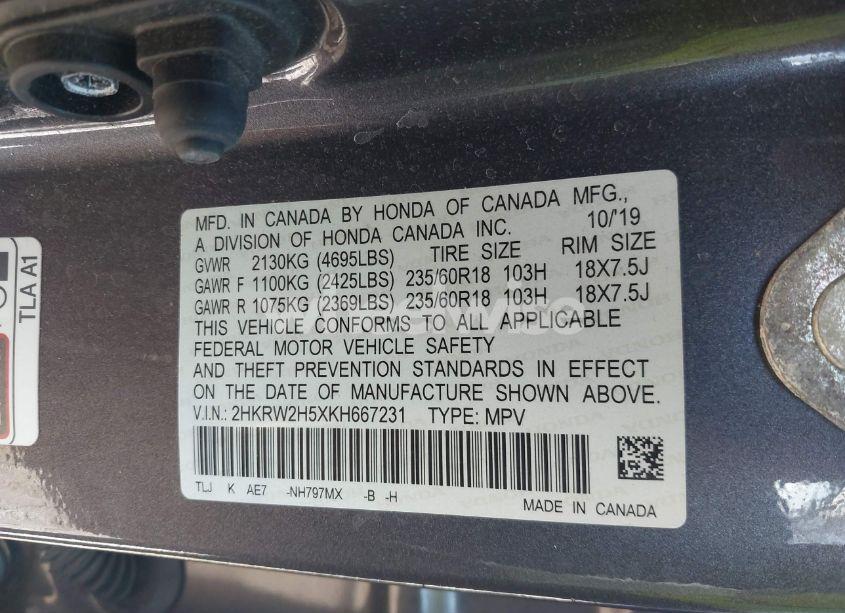 MFD. IN CANADA BY HONDA OF CANADA MFG.,
A DIVISION OF HONDA CANADA INC. 10/'19
GVWR 2130KG (4695LBS) TIRE SIZE RIM SIZE
GAWR F 1100KG (2425LBS) 235/60R18 103H 18X7.5J
GAWR R 1075KG (2369LBS) 235/60R18 103H 18X7.5J
THIS VEHICLE CONFORMS TO ALL APPLICABLE
FEDERAL MOTOR VEHICLE SAFETY
AND THEFT PREVENTION STANDARDS IN EFFECT
ON THE DATE OF MANUFACTURE SHOWN ABOVE.
V.I.N.: 2HKRW2H5XKH667231 TYPE: MPV
TLJ K AE7 -NH797MX -B -H
MADE IN CANADA
TLA A1